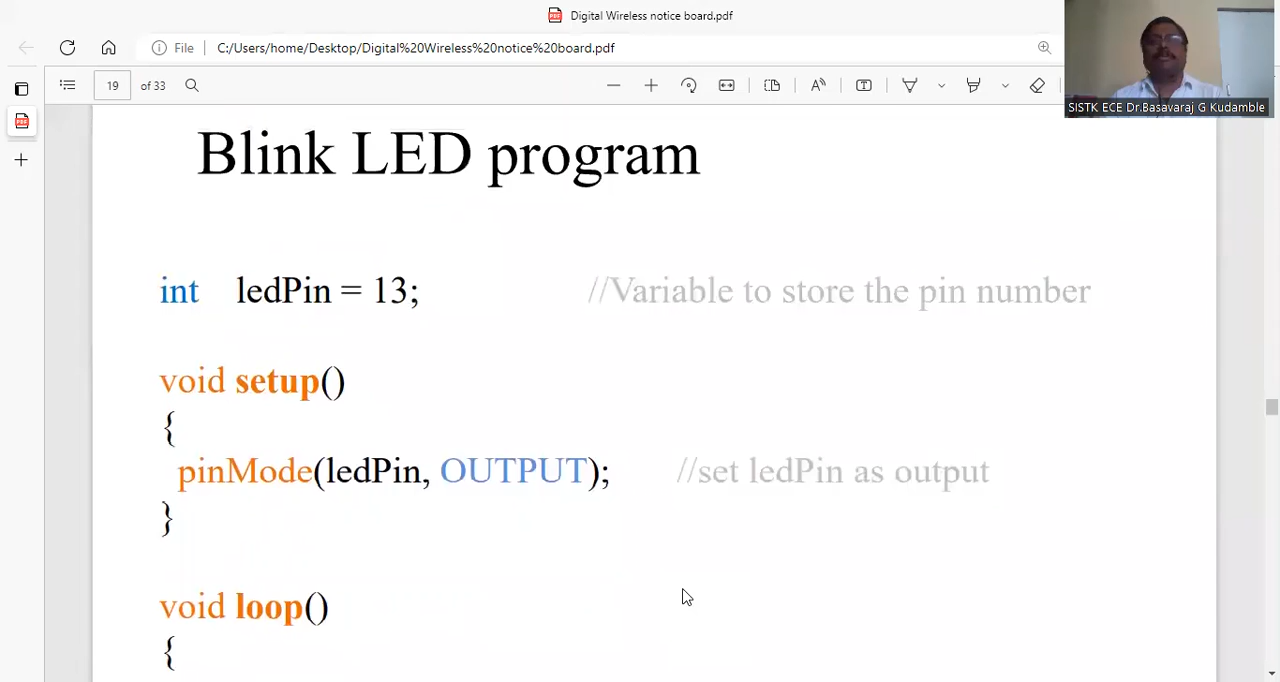 Digital Wireless notice board.pdf
File C:/Users/home/Desktop/Digital%20Wireless%20notice%20board.pdf
19 of 33
SISTK ECE Dr.Basavaraj G Kudamble
Blink LED program
int ledPin = 13; //Variable to store the pin number
void setup()
{
pinMode(ledPin, OUTPUT); //set ledPin as output
}
void loop()
{